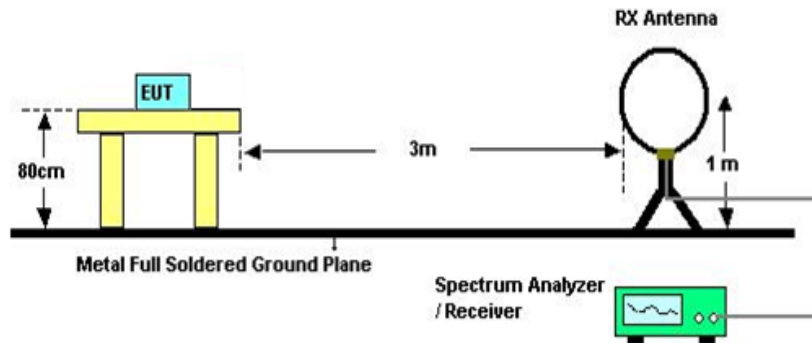 RX Antenna
EUT
3m
80cm
1 m
Metal Full Soldered Ground Plane
Spectrum Analyzer
/ Receiver